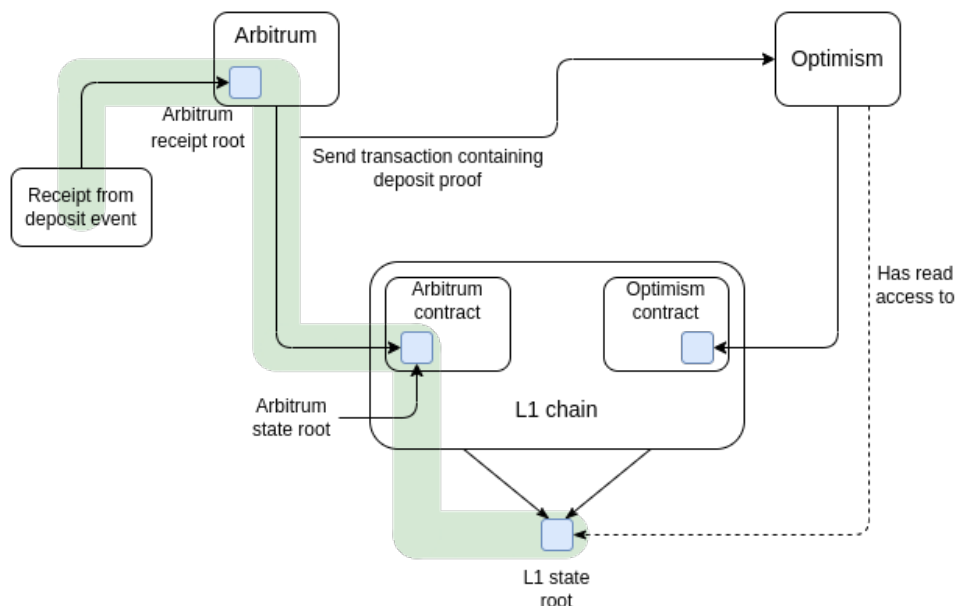 Arbitrum
Optimism
Arbitrum
receipt root
Send transaction containing
deposit proof
Receipt from
deposit event
Has read
access to
Arbitrum
contract
Optimism
contract
Arbitrum
state root
L1 chain
L1 state
root